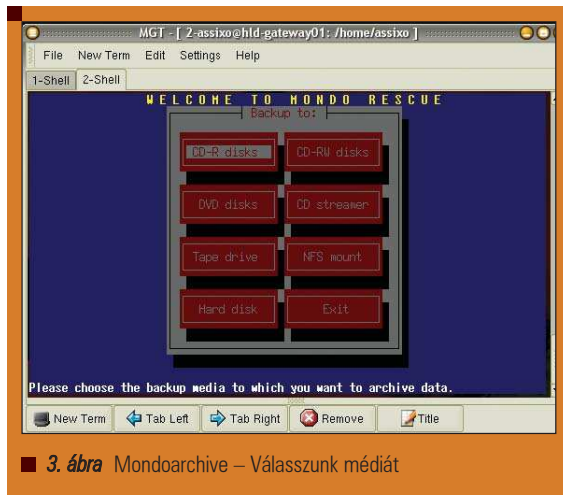 MGT - [ 2-assixo@hld-gateway01: /home/assixo ]
File New Term Edit Settings Help
1-Shell 2-Shell
WELCOME TO MONDO RESCUE
Backup to:
CD-R disks CD-RW disks
DVD disks CD streamer
Tape drive NFS mount
Hard disk Exit
Please choose the backup media to which you want to archive data.
New Term Tab Left Tab Right Remove Title
3. ábra Mondoarchive – Válasszunk médiát